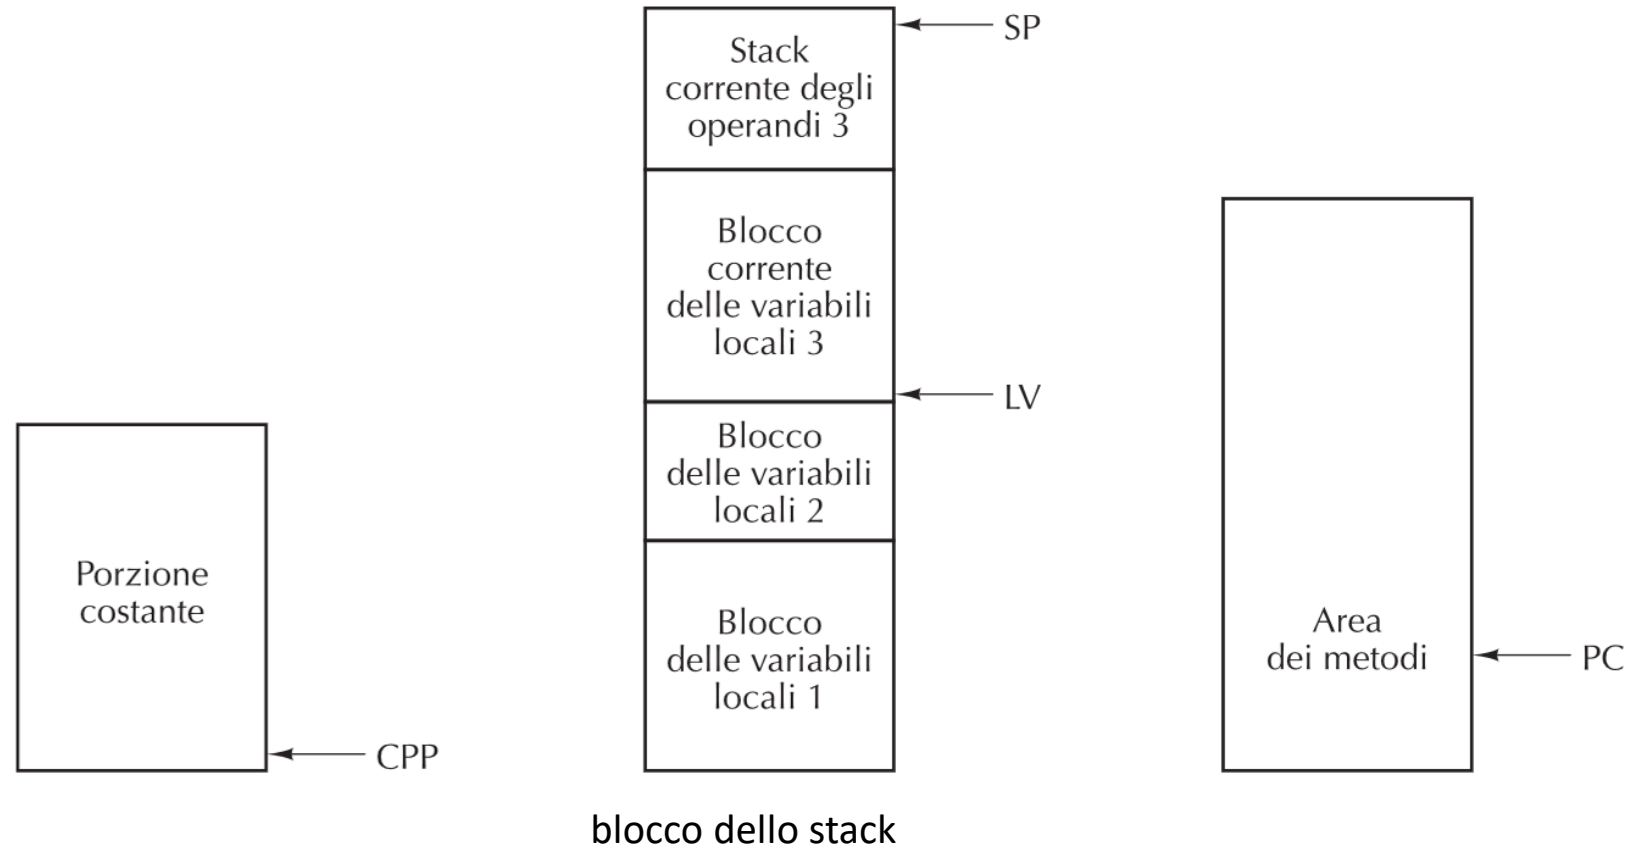 SP
Stack
corrente degli
operandi 3
Blocco
corrente
delle variabili
locali 3
LV
Blocco
delle variabili
locali 2
Porzione
costante
CPP
Blocco
delle variabili
locali 1
Area
dei metodi
PC
blocco dello stack